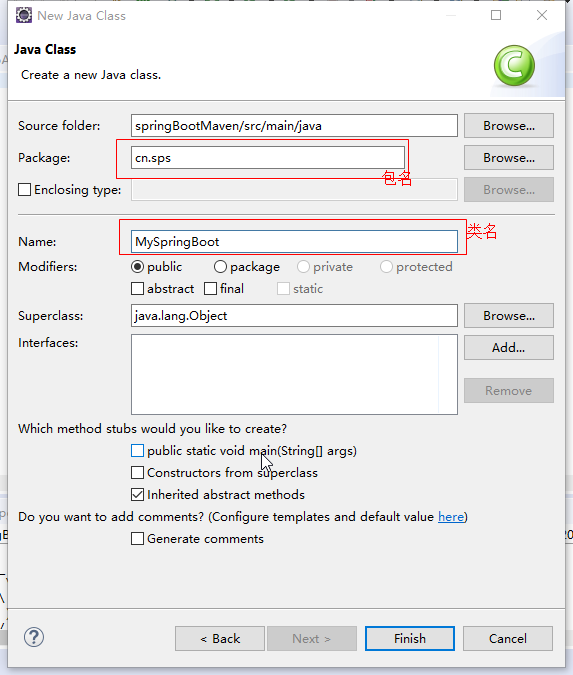 New Java Class
Java Class
Create a new Java class.
Source folder: springBootMaven/src/main/java Browse...
Package: cn.sps Browse...
包名
Enclosing type: Browse...
类名
Name: MySpringBoot
Modifiers: public package private protected
abstract final static
Superclass: java.lang.Object Browse...
Interfaces: Add...
Remove
Which method stubs would you like to create?
public static void main(String[] args)
Constructors from superclass
Inherited abstract methods
Do you want to add comments? (Configure templates and default value here)
Generate comments
? < Back Next > Finish Cancel